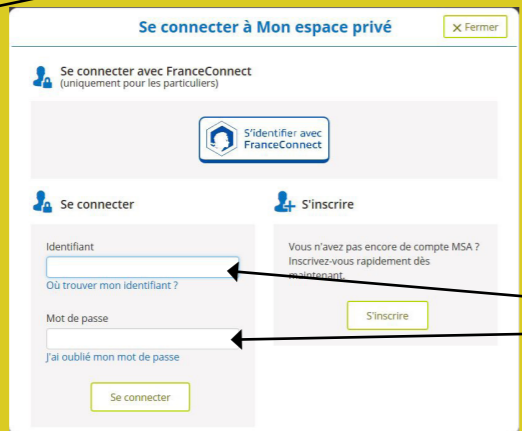 Se connecter à Mon espace privé
Fermer
Se connecter avec FranceConnect
(uniquement pour les particuliers)
S'identifier avec
FranceConnect
Se connecter
S'inscrire
Identifiant
Où trouver mon identifiant ?
Mot de passe
J'ai oublié mon mot de passe
Se connecter
Vous n'avez pas encore de compte MSA ?
Inscrivez-vous rapidement dès
maintenant.
S'inscrire